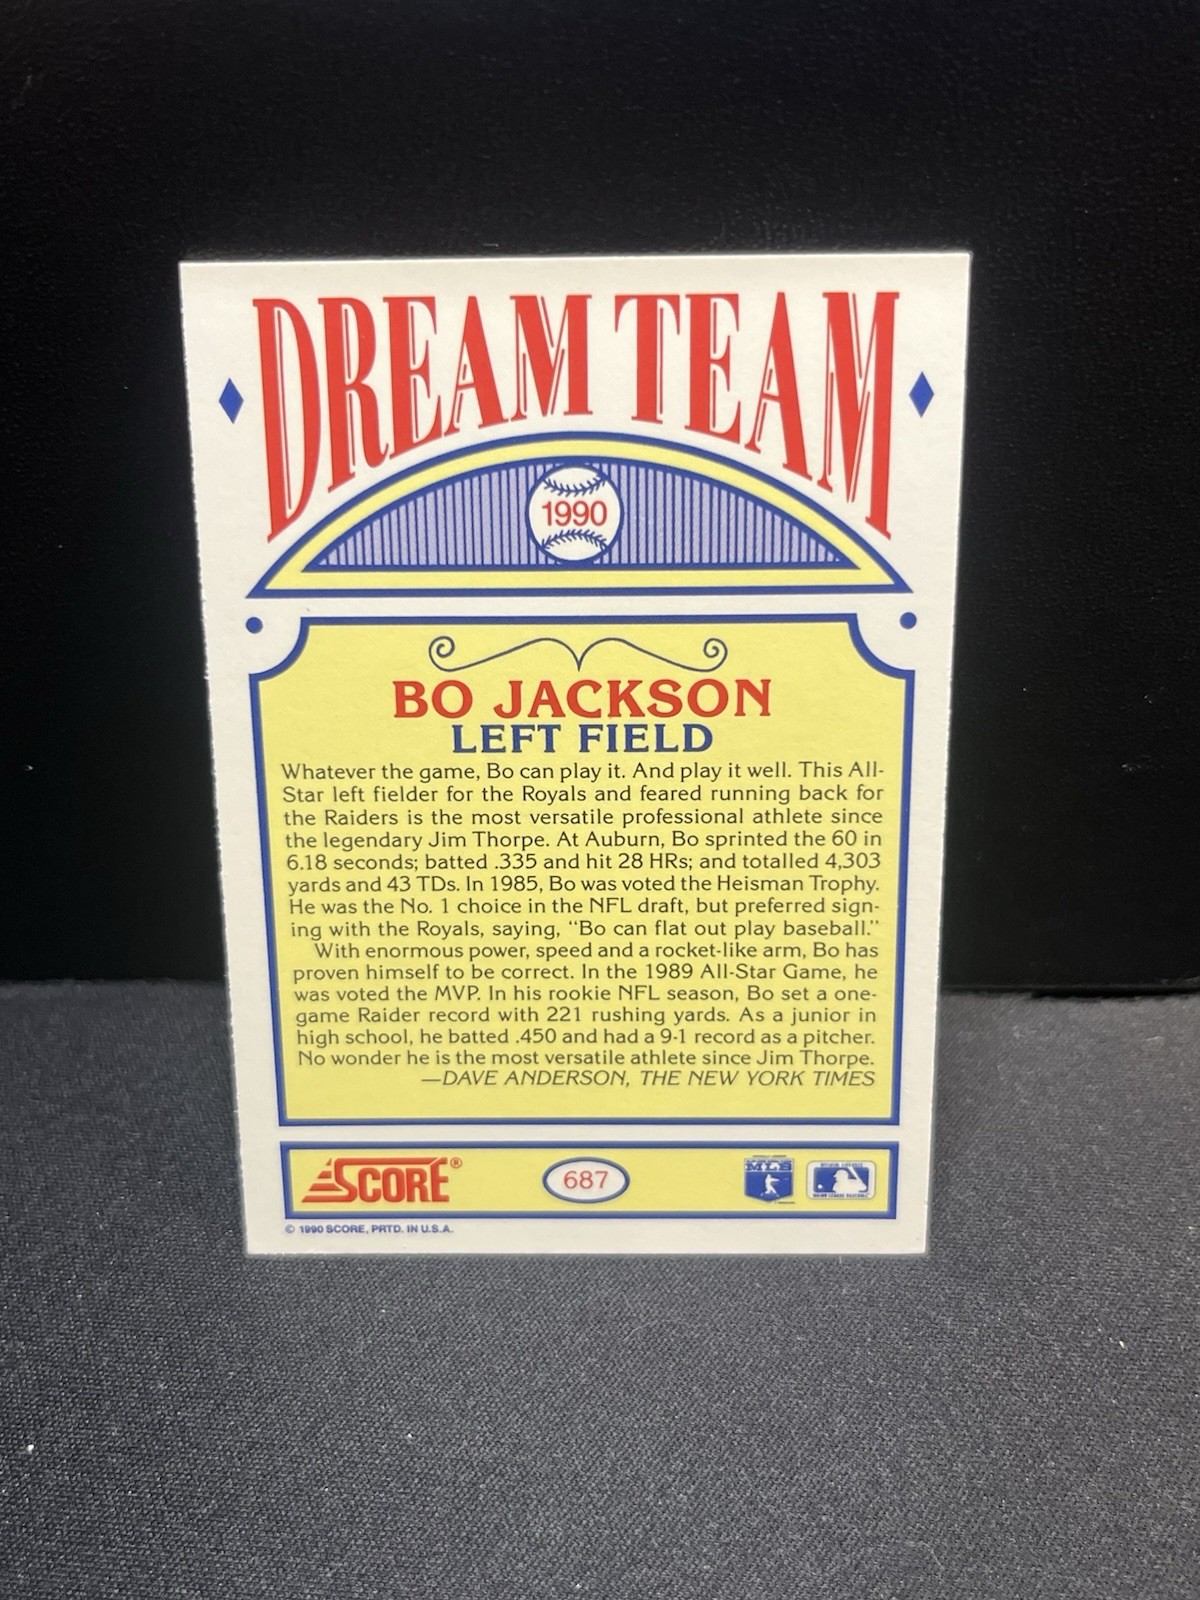 DREAM TEAM
1990
BO JACKSON
LEFT FIELD
Whatever the game, Bo can play it. And play it well. This All-
Star left fielder for the Royals and feared running back for
the Raiders is the most versatile professional athlete since
the legendary Jim Thorpe. At Auburn, Bo sprinted the 60 in
6.18 seconds; batted .335 and hit 28 HRs; and totalled 4,303
yards and 43 TDs. In 1985, Bo was voted the Heisman Trophy.
He was the No. 1 choice in the NFL draft, but preferred sign-
ing with the Royals, saying, “Bo can flat out play baseball.”
With enormous power, speed and a rocket-like arm, Bo has
proven himself to be correct. In the 1989 All-Star Game, he
was voted the MVP. In his rookie NFL season, Bo set a one-
game Raider record with 221 rushing yards. As a junior in
high school, he batted .450 and had a 9-1 record as a pitcher.
No wonder he is the most versatile athlete since Jim Thorpe.
—DAVE ANDERSON, THE NEW YORK TIMES
SCORE®
687
© 1990 SCORE, PRTD. IN U.S.A.